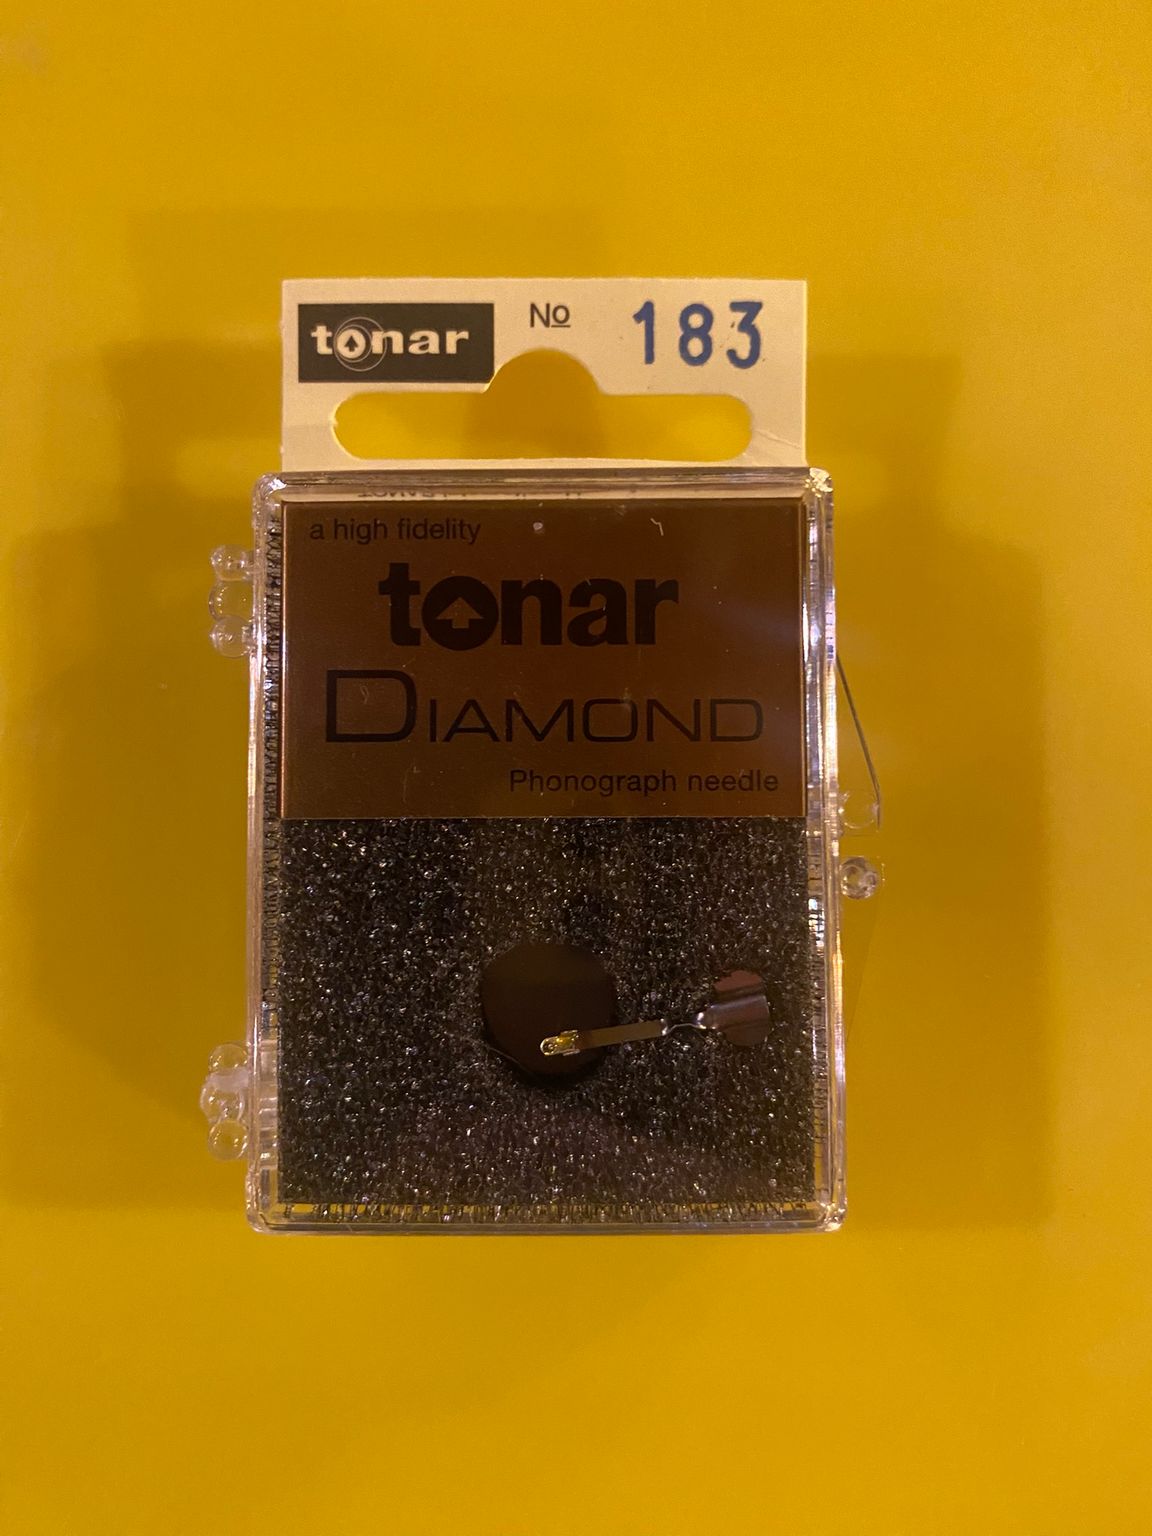 tonar No 183
a high fidelity
tonar
DIAMOND
Phonograph needle